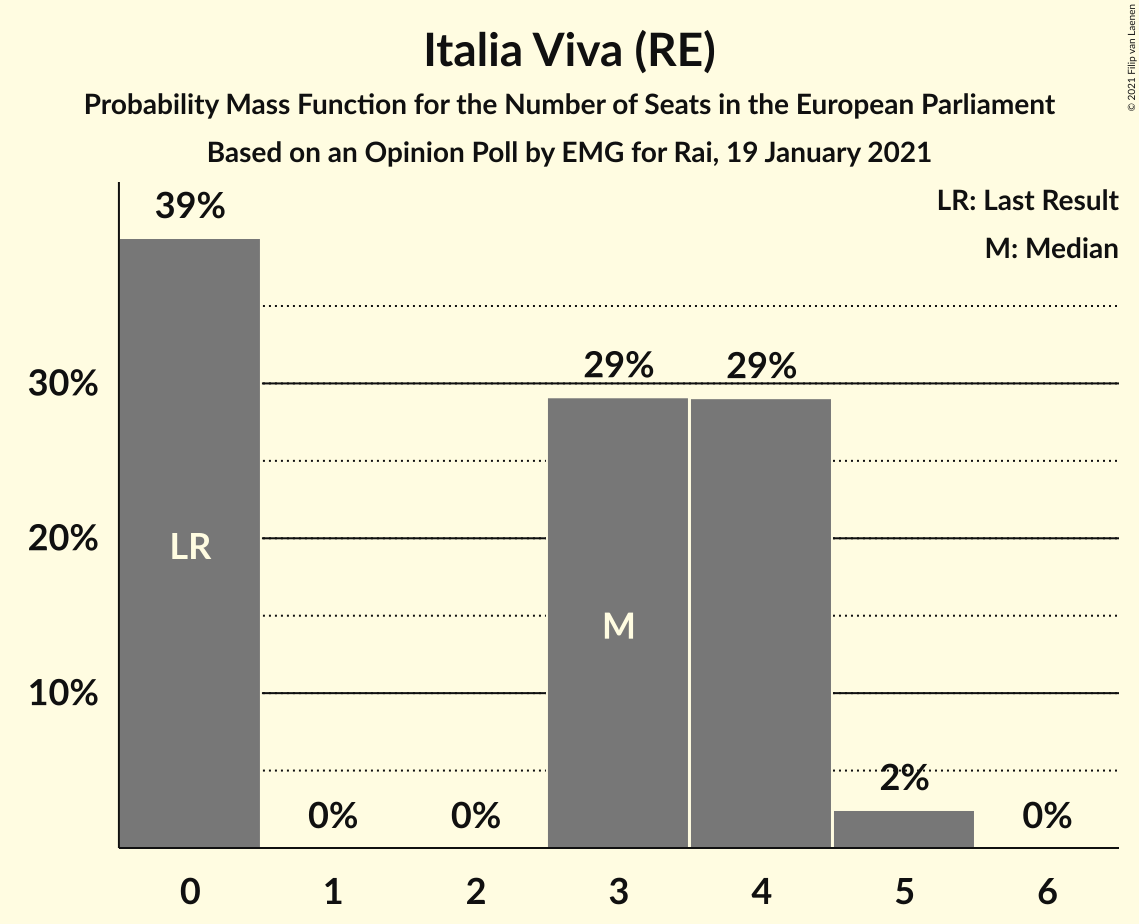 Italia Viva (RE)
Probability Mass Function for the Number of Seats in the European Parliament
Based on an Opinion Poll by EMG for Rai, 19 January 2021
© 2021 Filip van Laenen
LR: Last Result
M: Median
39%
0%
0%
29%
29%
2%
0%
30%
20%
10%
LR
M
0 1 2 3 4 5 6